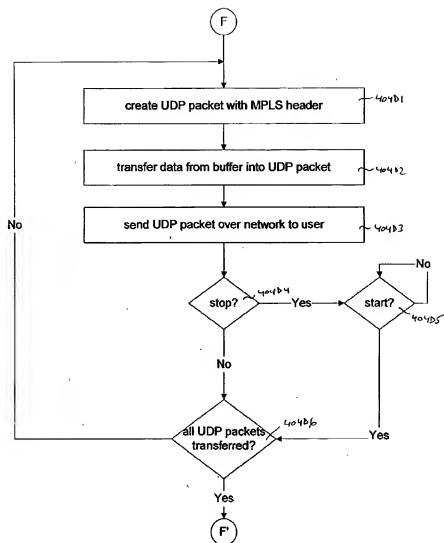 F
create UDP packet with MPLS header
404D1
transfer data from buffer into UDP packet
404D2
No
send UDP packet over network to user
404D3
No
stop?
404D4
Yes
start?
404D5
No
all UDP packets
transferred?
404D6
Yes
Yes
F'